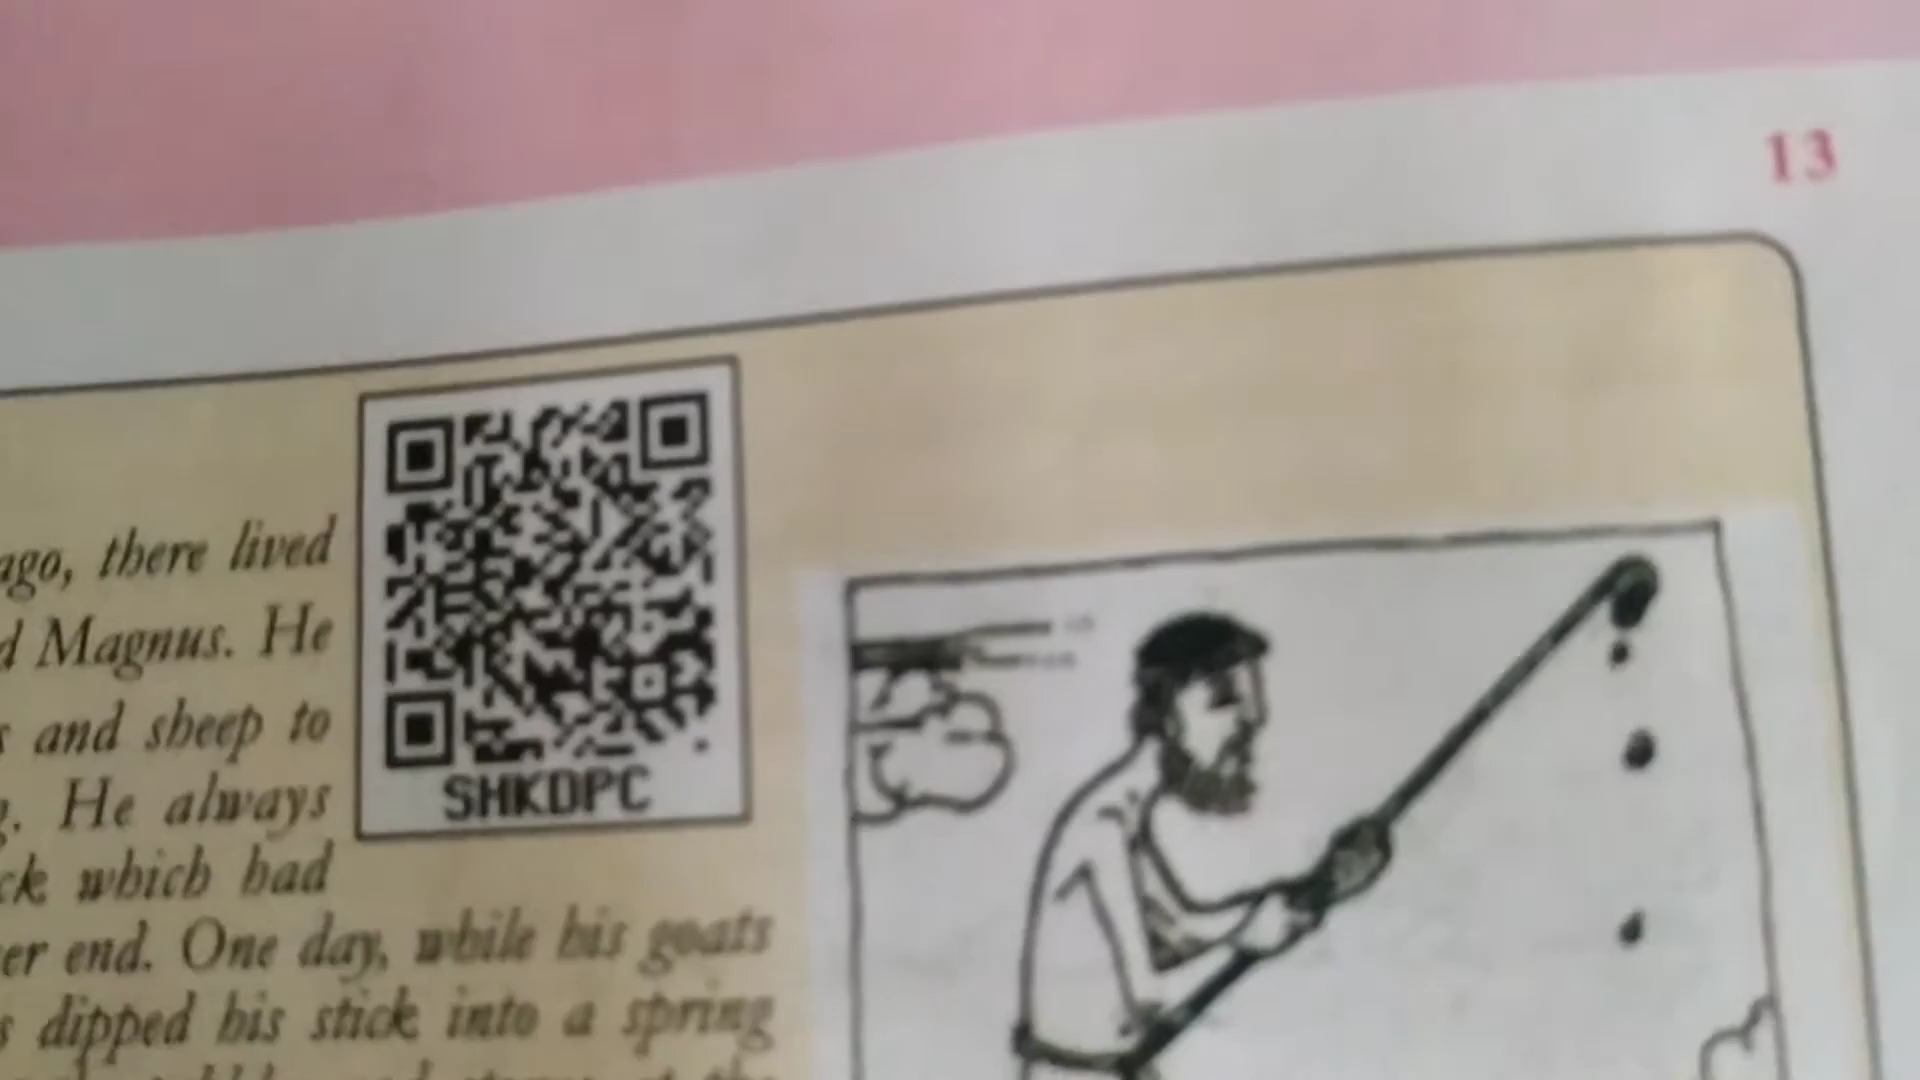 13
ago, there lived
d Magnus. He
s and sheep to
g. He always
ck which had
er end. One day, while his goats
s dipped his stick into a spring
SHKDPC